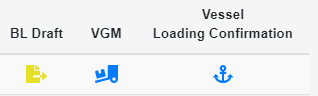 BL Draft
VGM
Vessel
Loading Confirmation